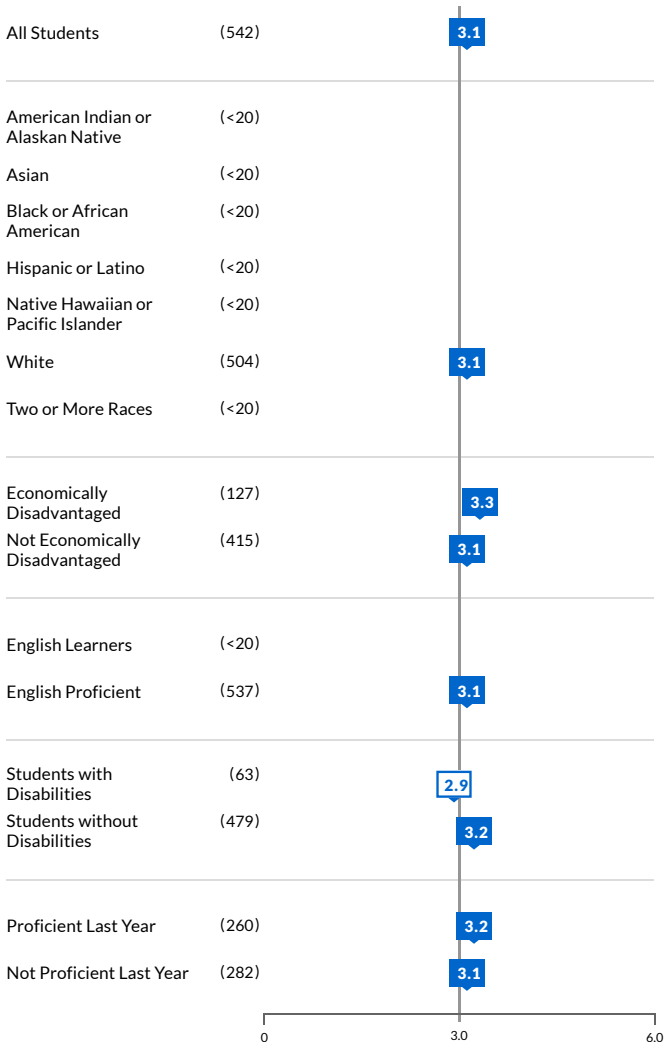 All Students (542) 3.1
American Indian or (<20)
Alaskan Native
Asian (<20)
Black or African (<20)
American
Hispanic or Latino (<20)
Native Hawaiian or (<20)
Pacific Islander
White (504) 3.1
Two or More Races (<20)
Economically (127) 3.3
Disadvantaged
Not Economically (415) 3.1
Disadvantaged
English Learners (<20)
English Proficient (537) 3.1
Students with (63) 2.9
Disabilities
Students without (479) 3.2
Disabilities
Proficient Last Year (260) 3.2
Not Proficient Last Year (282) 3.1
0 3.0 6.0